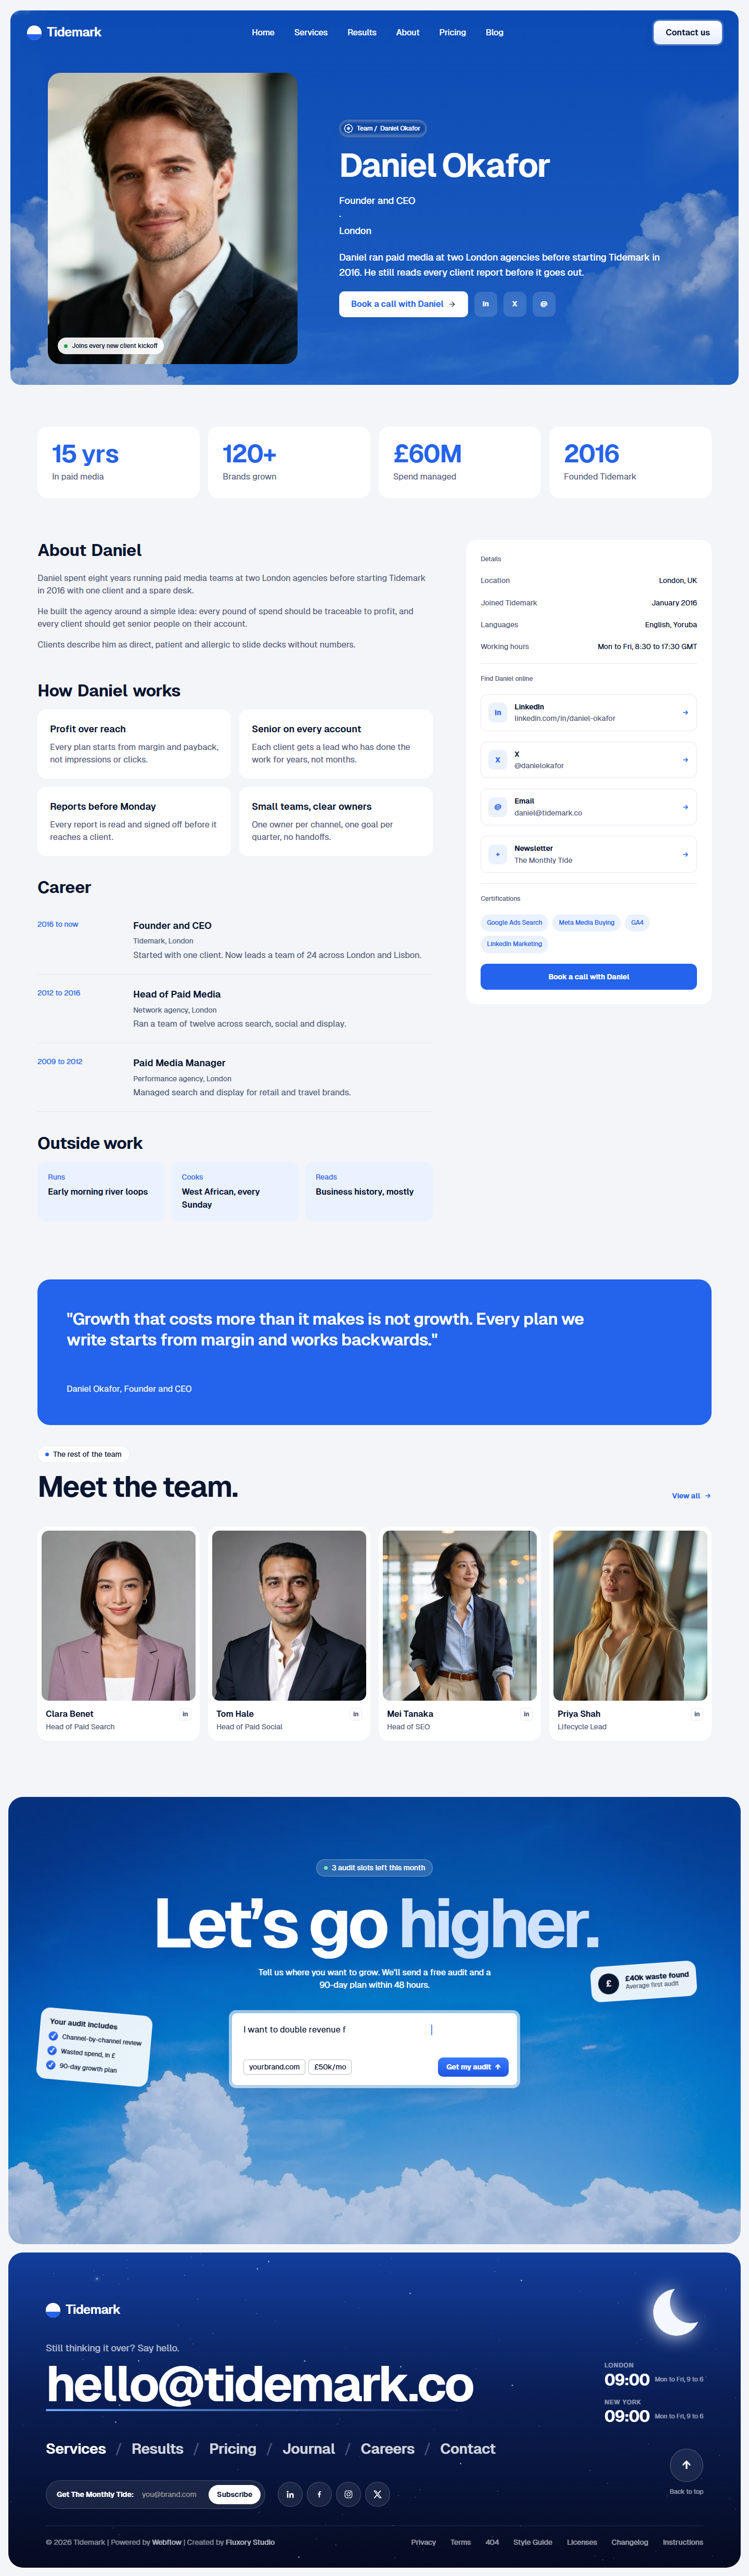 Tidemark
Home Services Results About Pricing Blog
Contact us
Team / Daniel Okafor
Daniel Okafor
Founder and CEO
·
London
Daniel ran paid media at two London agencies before starting Tidemark in
2016. He still reads every client report before it goes out.
Book a call with Daniel →
in X @
Joins every new client kickoff
15 yrs
In paid media
120+
Brands grown
£60M
Spend managed
2016
Founded Tidemark
About Daniel
Daniel spent eight years running paid media teams at two London agencies before starting Tidemark
in 2016 with one client and a spare desk.
He built the agency around a simple idea: every pound of spend should be traceable to profit, and
every client should get senior people on their account.
Clients describe him as direct, patient and allergic to slide decks without numbers.
How Daniel works
Profit over reach
Every plan starts from margin and payback,
not impressions or clicks.
Senior on every account
Each client gets a lead who has done the
work for years, not months.
Reports before Monday
Every report is read and signed off before it
reaches a client.
Small teams, clear owners
One owner per channel, one goal per
quarter, no handoffs.
Career
2016 to now
Founder and CEO
Tidemark, London
Started with one client. Now leads a team of 24 across London and Lisbon.
2012 to 2016
Head of Paid Media
Network agency, London
Ran a team of twelve across search, social and display.
2009 to 2012
Paid Media Manager
Performance agency, London
Managed search and display for retail and travel brands.
Outside work
Runs
Early morning river loops
Cooks
West African, every
Sunday
Reads
Business history, mostly
Details
Location London, UK
Joined Tidemark January 2016
Languages English, Yoruba
Working hours Mon to Fri, 8:30 to 17:30 GMT
Find Daniel online
in
LinkedIn
linkedin.com/in/daniel-okafor
→
X
X
@danielokafor
→
@
Email
daniel@tidemark.co
→
+
Newsletter
The Monthly Tide
→
Certifications
Google Ads Search Meta Media Buying GA4
LinkedIn Marketing
Book a call with Daniel
"Growth that costs more than it makes is not growth. Every plan we
write starts from margin and works backwards."
Daniel Okafor, Founder and CEO
The rest of the team
Meet the team.
View all →
Clara Benet
Head of Paid Search
in
Tom Hale
Head of Paid Social
in
Mei Tanaka
Head of SEO
in
Priya Shah
Lifecycle Lead
in
3 audit slots left this month
Let's go higher.
Tell us where you want to grow. We'll send a free audit and a
90-day plan within 48 hours.
£
£40k waste found
Average first audit
Your audit includes
Channel-by-channel review
Wasted spend, in £
90-day growth plan
I want to double revenue f
yourbrand.com £50k/mo
Get my audit ↑
Tidemark
Still thinking it over? Say hello.
hello@tidemark.co
LONDON
09:00 Mon to Fri, 9 to 6
NEW YORK
09:00 Mon to Fri, 9 to 6
Services / Results / Pricing / Journal / Careers / Contact
Get The Monthly Tide: you@brand.com Subscribe
in f X
↑
Back to top
© 2026 Tidemark | Powered by Webflow | Created by Fluxory Studio
Privacy Terms 404 Style Guide Licenses Changelog Instructions